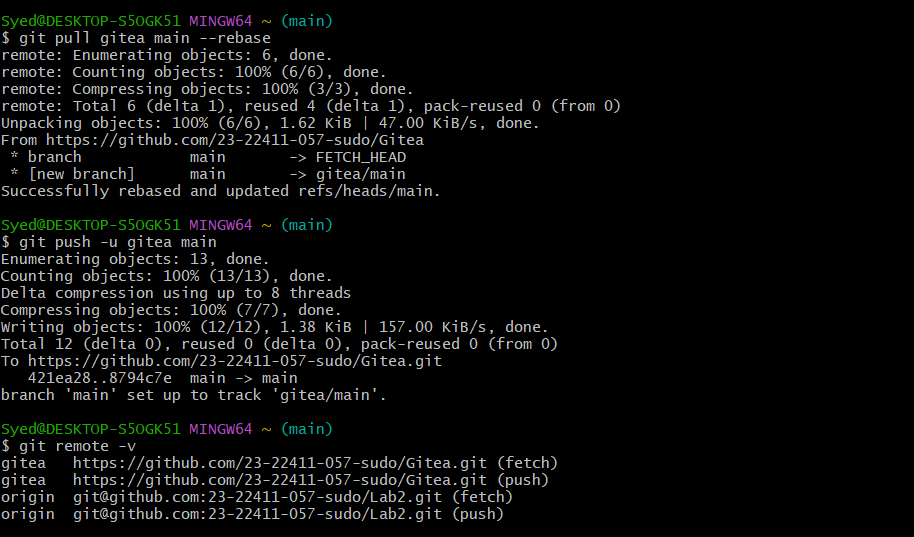 Syed@DESKTOP-S5OGK51 MINGW64 ~ (main)
$ git pull gitea main --rebase
remote: Enumerating objects: 6, done.
remote: Counting objects: 100% (6/6), done.
remote: Compressing objects: 100% (3/3), done.
remote: Total 6 (delta 1), reused 4 (delta 1), pack-reused 0 (from 0)
Unpacking objects: 100% (6/6), 1.62 KiB | 47.00 KiB/s, done.
From https://github.com/23-22411-057-sudo/Gitea
 * branch            main       -> FETCH_HEAD
 * [new branch]      main       -> gitea/main
Successfully rebased and updated refs/heads/main.

Syed@DESKTOP-S5OGK51 MINGW64 ~ (main)
$ git push -u gitea main
Enumerating objects: 13, done.
Counting objects: 100% (13/13), done.
Delta compression using up to 8 threads
Compressing objects: 100% (7/7), done.
Writing objects: 100% (12/12), 1.38 KiB | 157.00 KiB/s, done.
Total 12 (delta 0), reused 0 (delta 0), pack-reused 0 (from 0)
To https://github.com/23-22411-057-sudo/Gitea.git
   421ea28..8794c7e  main -> main
branch 'main' set up to track 'gitea/main'.

Syed@DESKTOP-S5OGK51 MINGW64 ~ (main)
$ git remote -v
gitea   https://github.com/23-22411-057-sudo/Gitea.git (fetch)
gitea   https://github.com/23-22411-057-sudo/Gitea.git (push)
origin  git@github.com:23-22411-057-sudo/Lab2.git (fetch)
origin  git@github.com:23-22411-057-sudo/Lab2.git (push)